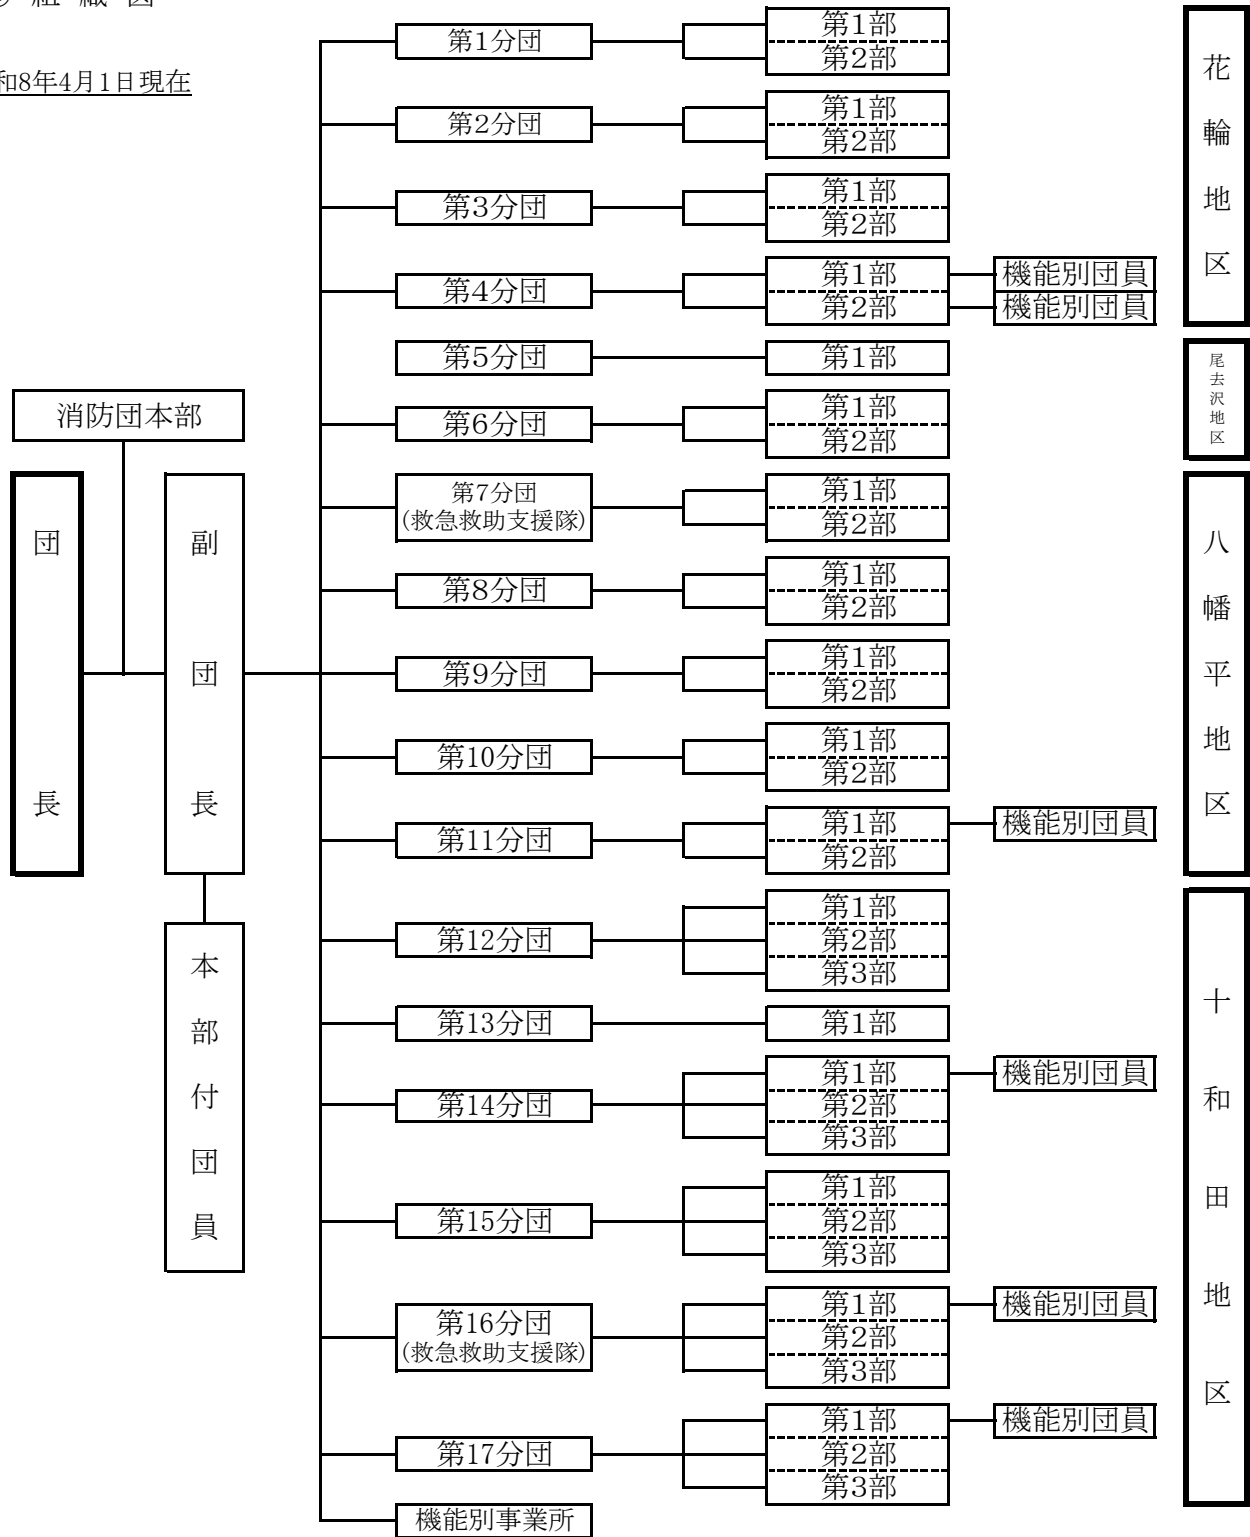 組織図
和8年4月1日現在
消防団本部
団長
副団長
本部付団員
第1分団
第1部
第2部
第2分団
第1部
第2部
第3分団
第1部
第2部
第4分団
第1部
機能別団員
第2部
機能別団員
花輪地区
第5分団
第1部
第6分団
第1部
第2部
尾去沢地区
第7分団
(救急救助支援隊)
第1部
第2部
第8分団
第1部
第2部
第9分団
第1部
第2部
第10分団
第1部
第2部
第11分団
第1部
機能別団員
第2部
八幡平地区
第12分団
第1部
第2部
第3部
第13分団
第1部
第14分団
第1部
機能別団員
第2部
第3部
第15分団
第1部
第2部
第3部
第16分団
(救急救助支援隊)
第1部
機能別団員
第2部
第3部
第17分団
第1部
機能別団員
第2部
第3部
十和田地区
機能別事業所